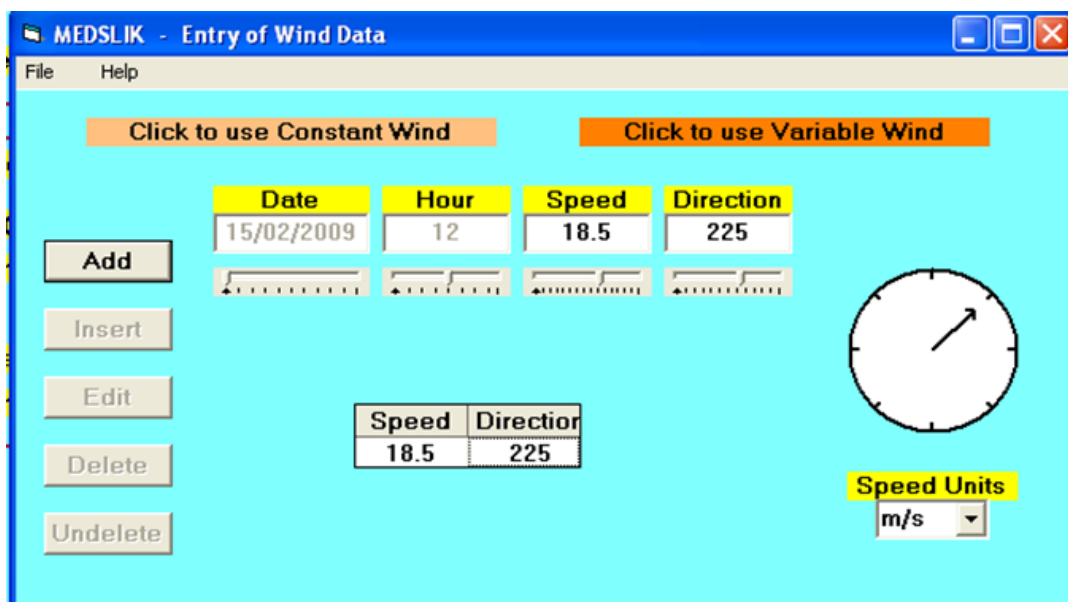 MEDSLIK - Entry of Wind Data
File Help
Click to use Constant Wind Click to use Variable Wind
Date Hour Speed Direction
15/02/2009 12 18.5 225
Add
Insert
Edit
Speed Direction
18.5 225
Delete
Speed Units
m/s
Undelete